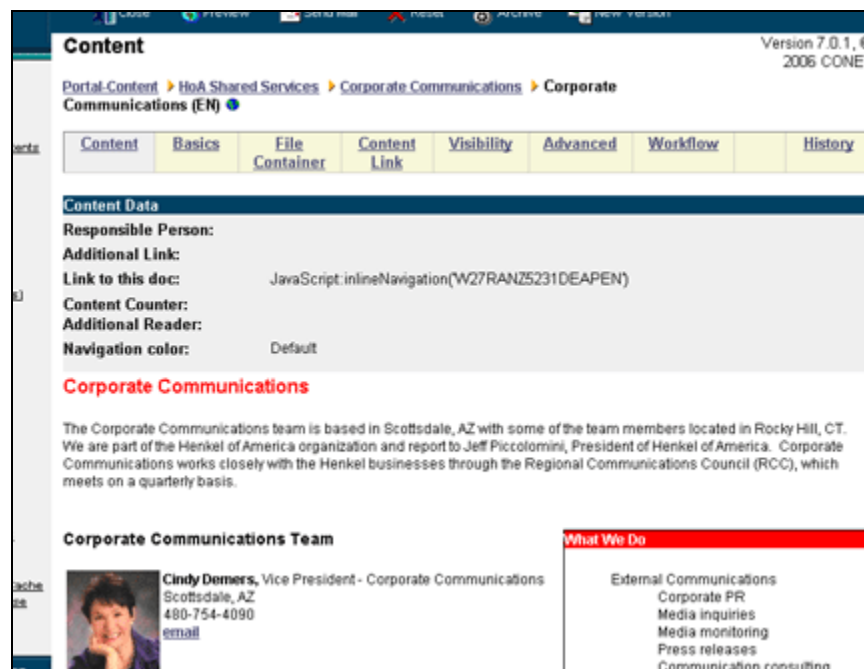 Close Preview Send Mail Reset Archive New Version
Content
Version 7.0.1,
2006 CONE
Portal-Content HoA Shared Services Corporate Communications Corporate
Communications (EN)
Content Basics File Container Content Link Visibility Advanced Workflow History
Content Data
Responsible Person:
Additional Link:
Link to this doc: JavaScript:inlineNavigation('W27RANZ5231DEAPEN')
Content Counter:
Additional Reader:
Navigation color: Default
Corporate Communications
The Corporate Communications team is based in Scottsdale, AZ with some of the team members located in Rocky Hill, CT.
We are part of the Henkel of America organization and report to Jeff Piccolomini, President of Henkel of America. Corporate
Communications works closely with the Henkel businesses through the Regional Communications Council (RCC), which
meets on a quarterly basis.
Corporate Communications Team
What We Do
Cindy Demers, Vice President - Corporate Communications
Scottsdale, AZ
480-754-4090
email
External Communications
Corporate PR
Media inquiries
Media monitoring
Press releases
Communication consulting